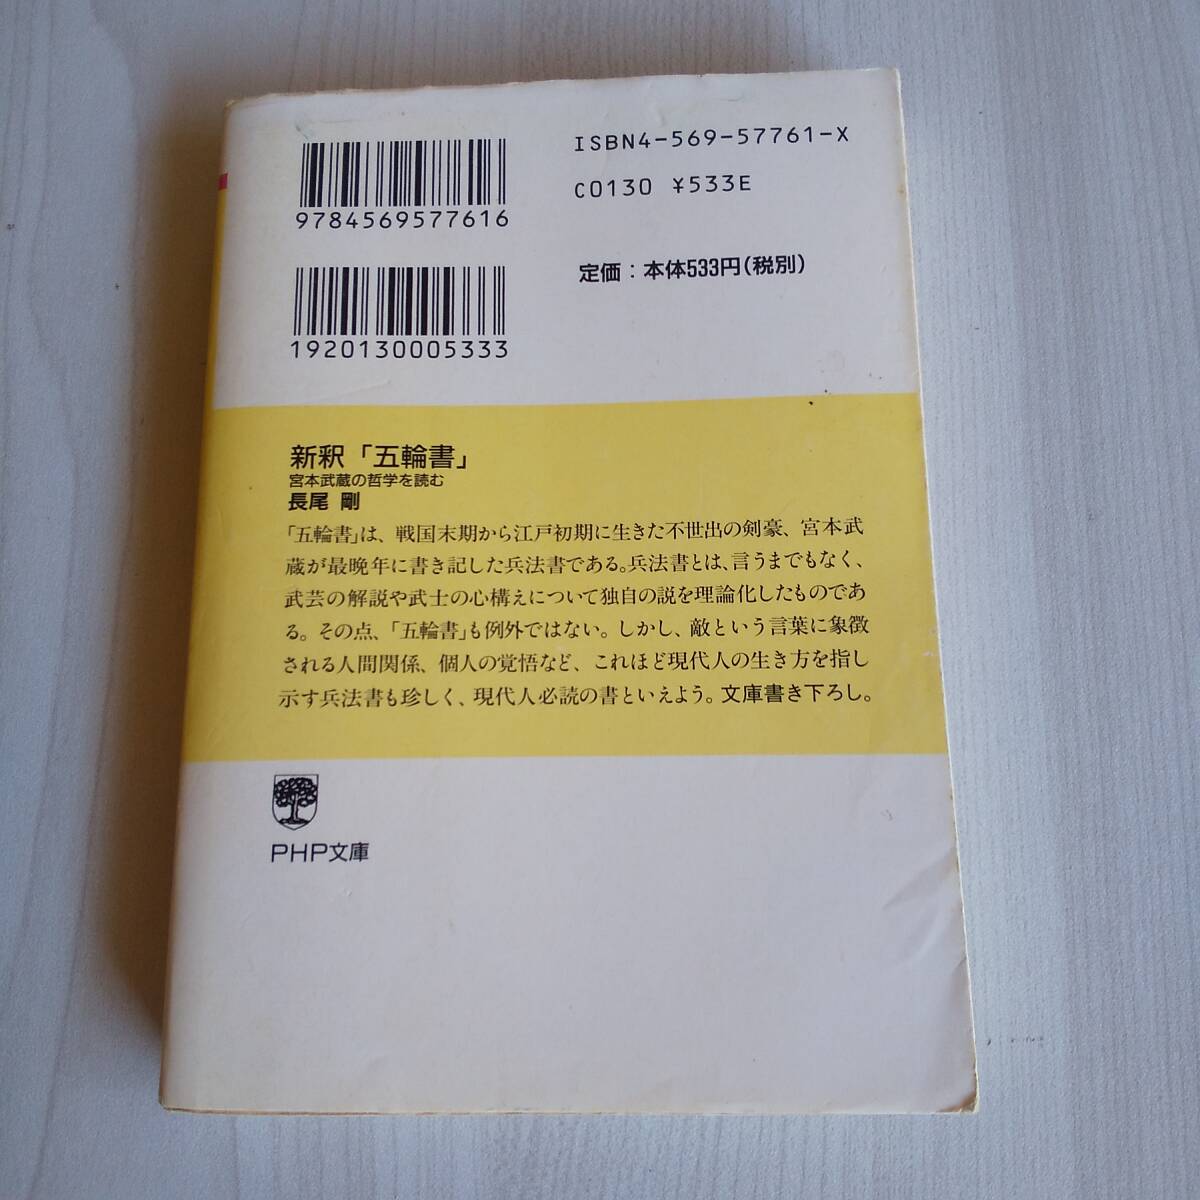 ISBN4-569-57761-X
9784569577616
C0130 ¥533E
定価：本体533円(税別)
1920130005333
新釈「五輪書」
宮本武蔵の哲学を読む
長尾 剛
「五輪書」は、戦国末期から江戸初期に生きた不世出の剣豪、宮本武
蔵が最晩年に書き記した兵法書である。兵法書とは、言うまでもなく、
武芸の解説や武士の心構えについて独自の説を理論化したものであ
る。その点、「五輪書」も例外ではない。しかし、敵という言葉に象徴
される人間関係、個人の覚悟など、これほど現代人の生き方を指し
示す兵法書も珍しく、現代人必読の書といえよう。文庫書き下ろし。
PHP文庫